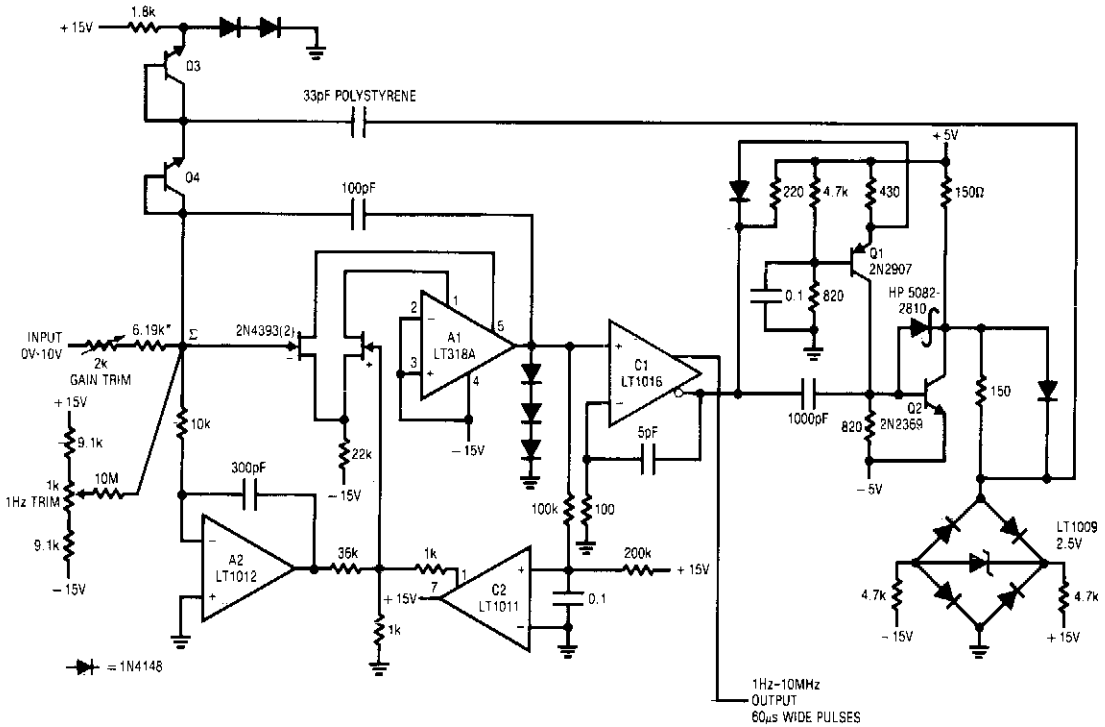 1.8k
+15V
Q3
33pF POLYSTYRENE
+5V
Q4
100pF
220
4.7k
430
150Ω
Q1
2N2907
0.1
820
HP 5082-
2810
INPUT
0V-10V
6.19k*
Σ
2N4393(2)
2
1
5
A1
LT318A
3
4
−
+
-15V
2k
GAIN TRIM
C1
LT1016
+
−
1000pF
Q2
2N2369
820
150
-5V
+15V
9.1k
10k
22k
-15V
5pF
1k
1Hz TRIM
10M
300pF
100k
100
LT1009
2.5V
9.1k
-15V
−
A2
LT1012
+
36k
1k
1
7
+15V
C2
LT1011
+
−
200k
+15V
0.1
4.7k
-15V
4.7k
+15V
1k
= 1N4148
1Hz-10MHz
OUTPUT
60μs WIDE PULSES